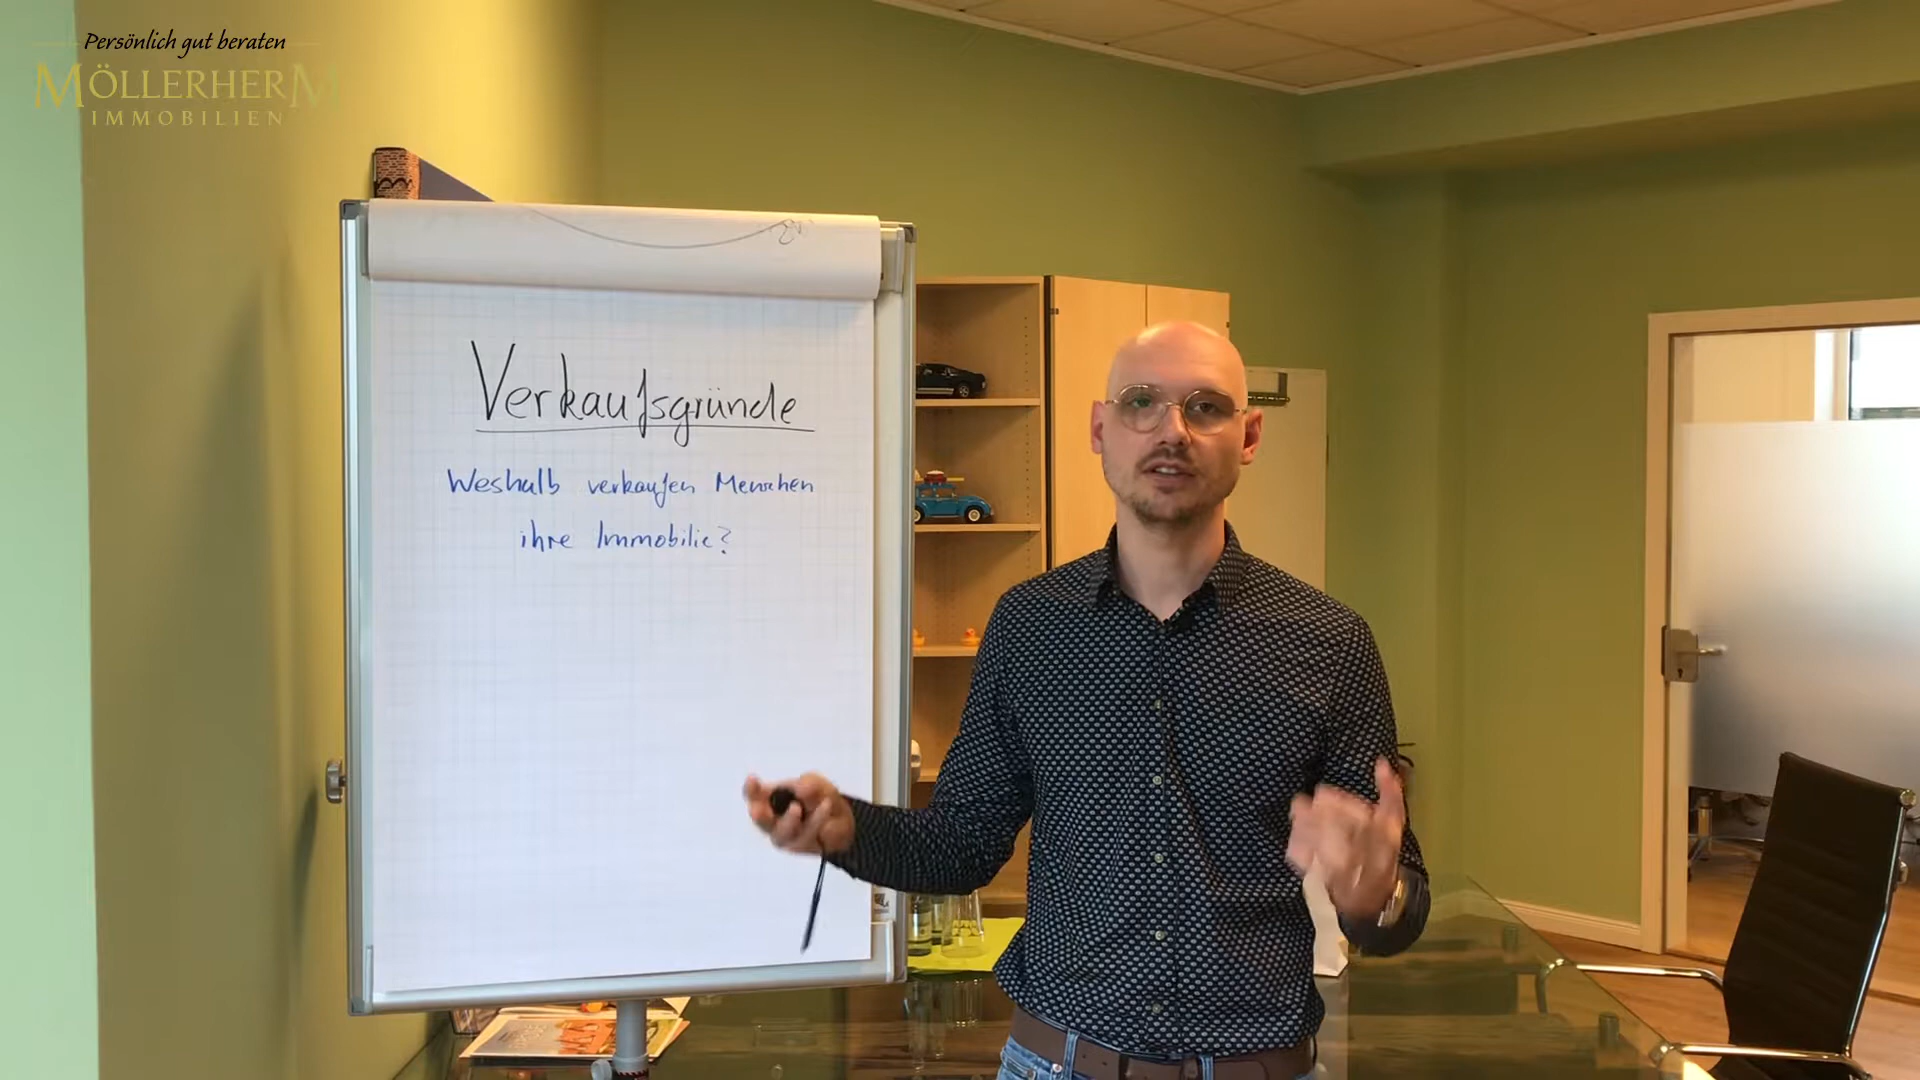 Persönlich gut beraten
MÖLLERHERM
IMMOBILIEN
Verkaufsgründe
Weshalb verkaufen Menschen
ihre Immobilie?